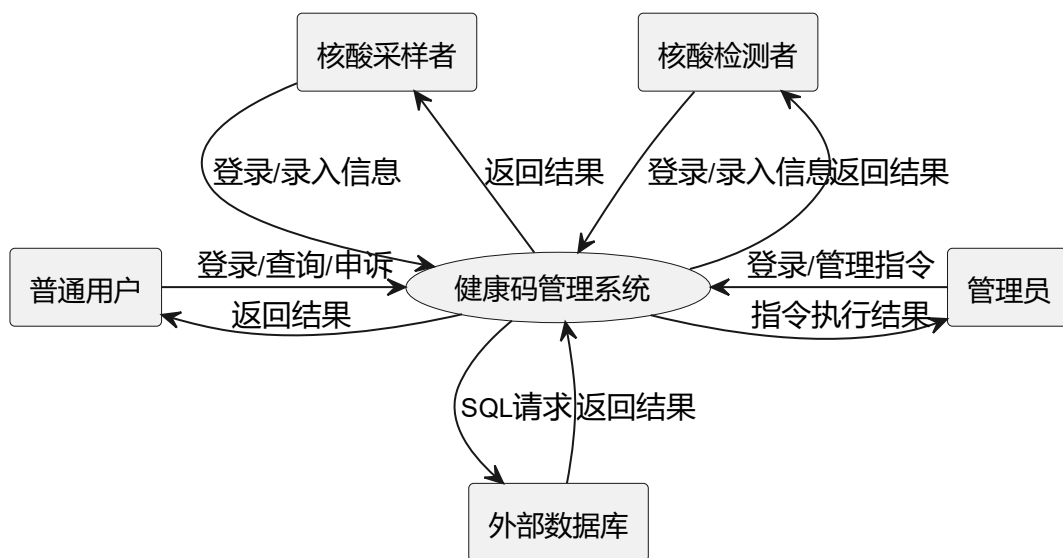 核酸采样者
核酸检测者
登录/录入信息
返回结果
登录/录入信息
返回结果
普通用户
登录/查询/申诉
返回结果
健康码管理系统
登录/管理指令
指令执行结果
管理员
SQL请求
返回结果
外部数据库